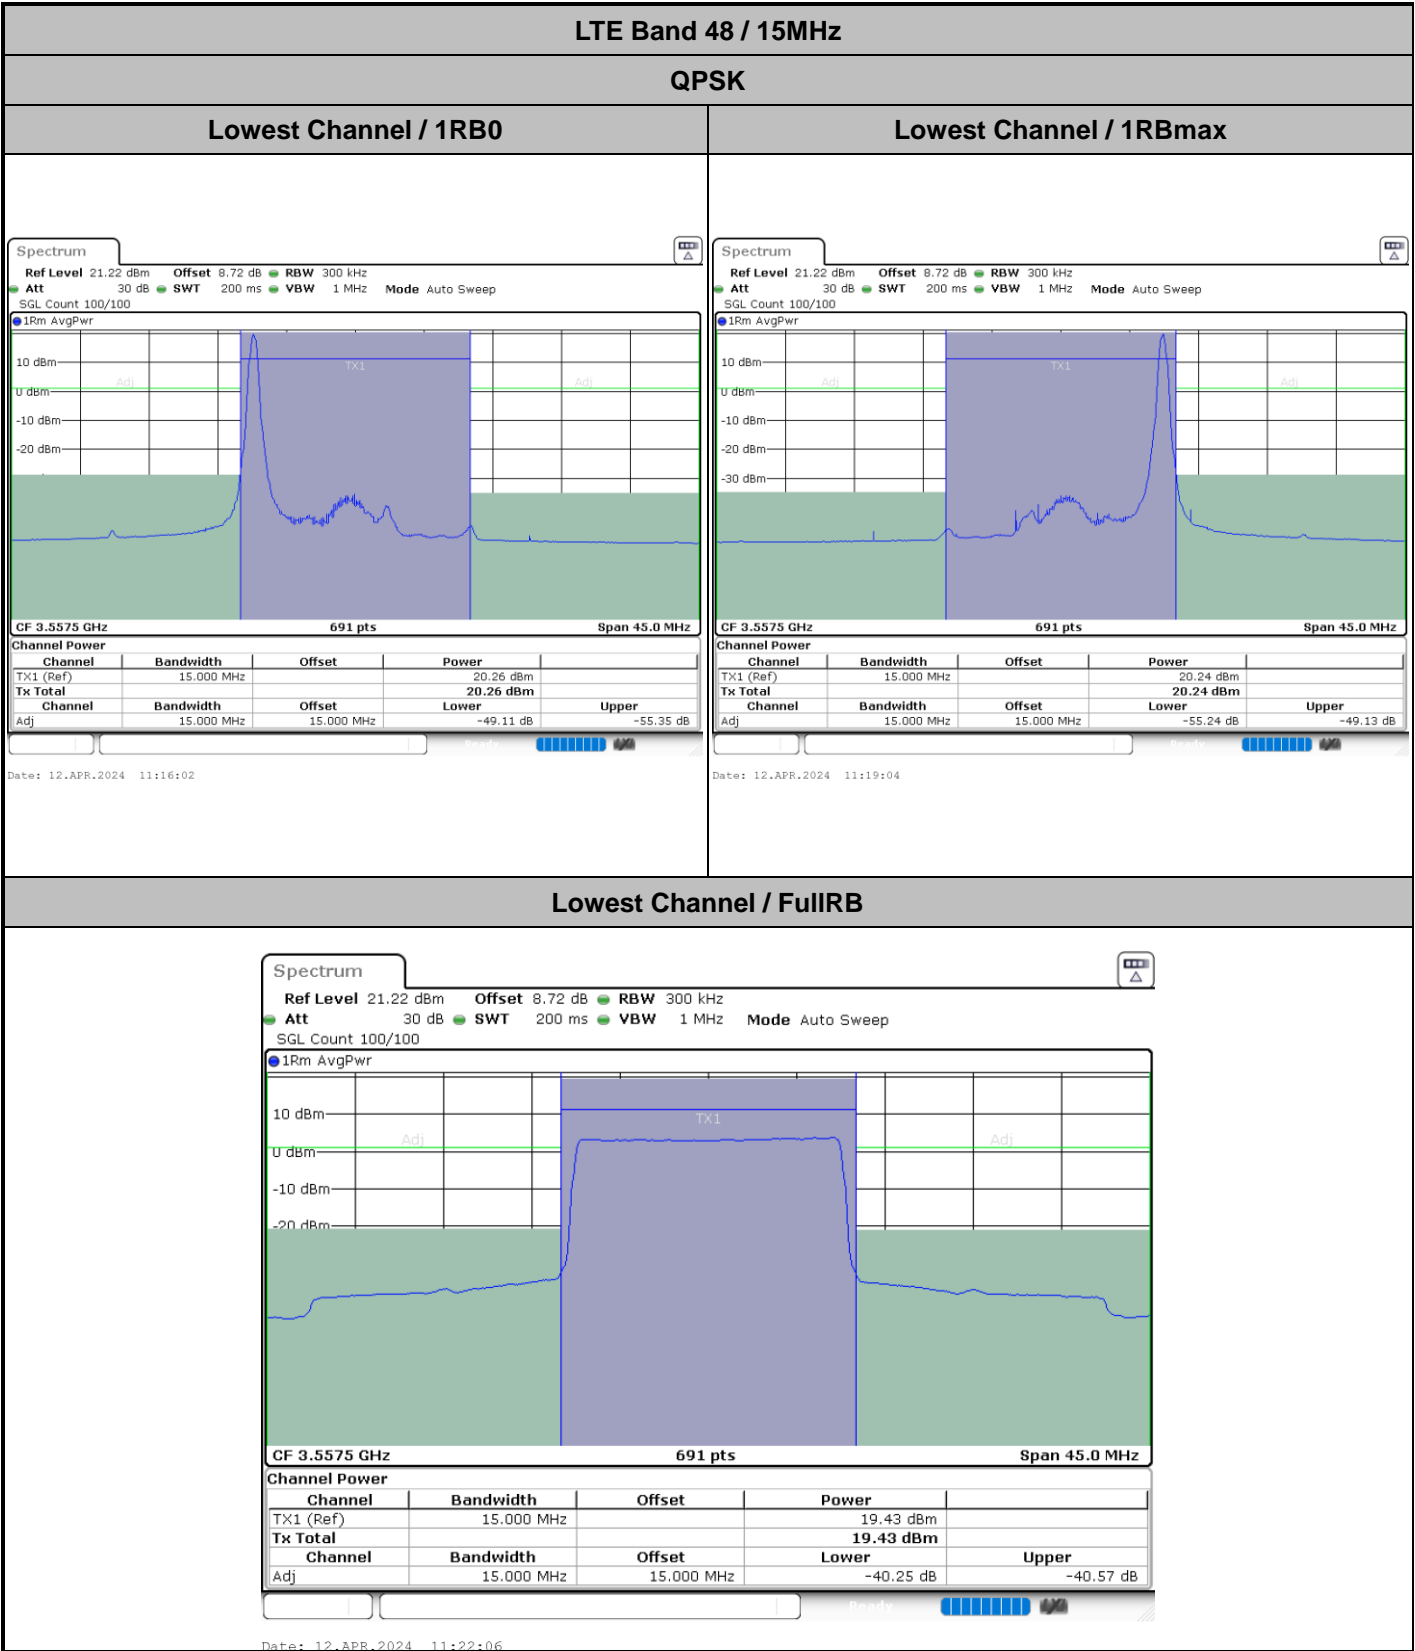 LTE Band 48 / 15MHz
QPSK
Lowest Channel / 1RB0
Lowest Channel / 1RBmax
Spectrum
Ref Level 21.22 dBm Offset 8.72 dB RBW 300 kHz
Att 30 dB SWT 200 ms VBW 1 MHz Mode Auto Sweep
SGL Count 100/100
1Rm AvgPwr
10 dBm
TX1
Adj
Adj
0 dBm
-10 dBm
-20 dBm
CF 3.5575 GHz 691 pts Span 45.0 MHz
Channel Power
Channel Bandwidth Offset Power
TX1 (Ref) 15.000 MHz 20.26 dBm
Tx Total 20.26 dBm
Channel Bandwidth Offset Lower Upper
Adj 15.000 MHz 15.000 MHz -49.11 dB -55.35 dB
Ready
Date: 12.APR.2024 11:16:02
Spectrum
Ref Level 21.22 dBm Offset 8.72 dB RBW 300 kHz
Att 30 dB SWT 200 ms VBW 1 MHz Mode Auto Sweep
SGL Count 100/100
1Rm AvgPwr
10 dBm
TX1
Adj
Adj
0 dBm
-10 dBm
-20 dBm
-30 dBm
CF 3.5575 GHz 691 pts Span 45.0 MHz
Channel Power
Channel Bandwidth Offset Power
TX1 (Ref) 15.000 MHz 20.24 dBm
Tx Total 20.24 dBm
Channel Bandwidth Offset Lower Upper
Adj 15.000 MHz 15.000 MHz -55.24 dB -49.13 dB
Ready
Date: 12.APR.2024 11:19:04
Lowest Channel / FullRB
Spectrum
Ref Level 21.22 dBm Offset 8.72 dB RBW 300 kHz
Att 30 dB SWT 200 ms VBW 1 MHz Mode Auto Sweep
SGL Count 100/100
1Rm AvgPwr
10 dBm
TX1
Adj
Adj
0 dBm
-10 dBm
-20 dBm
CF 3.5575 GHz 691 pts Span 45.0 MHz
Channel Power
Channel Bandwidth Offset Power
TX1 (Ref) 15.000 MHz 19.43 dBm
Tx Total 19.43 dBm
Channel Bandwidth Offset Lower Upper
Adj 15.000 MHz 15.000 MHz -40.25 dB -40.57 dB
Ready
Date: 12.APR.2024 11:22:06